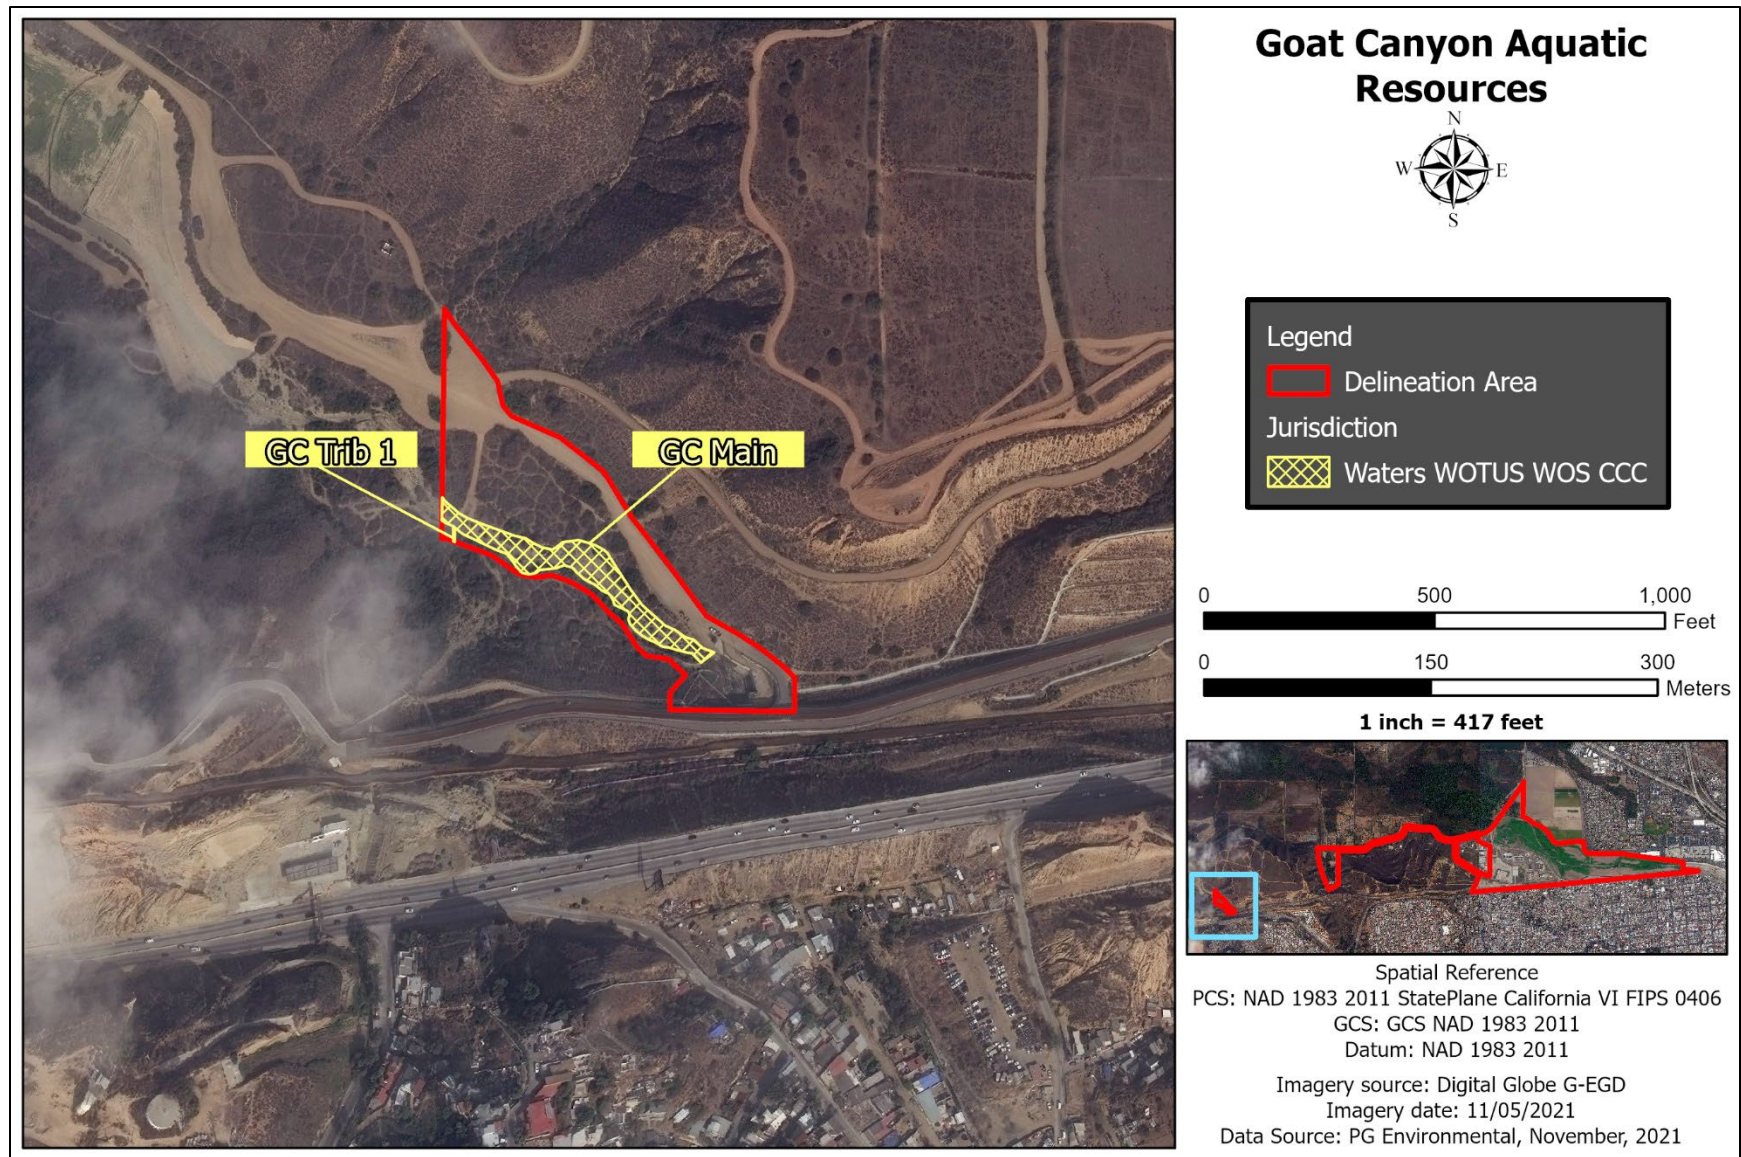 Goat Canyon Aquatic
Resources
N
W E
S
GC Trib 1
GC Main
Legend
Delineation Area
Jurisdiction
Waters WOTUS WOS CCC
0 500 1,000
Feet
0 150 300
Meters
1 inch = 417 feet
Spatial Reference
PCS: NAD 1983 2011 StatePlane California VI FIPS 0406
GCS: GCS NAD 1983 2011
Datum: NAD 1983 2011
Imagery source: Digital Globe G-EGD
Imagery date: 11/05/2021
Data Source: PG Environmental, November, 2021